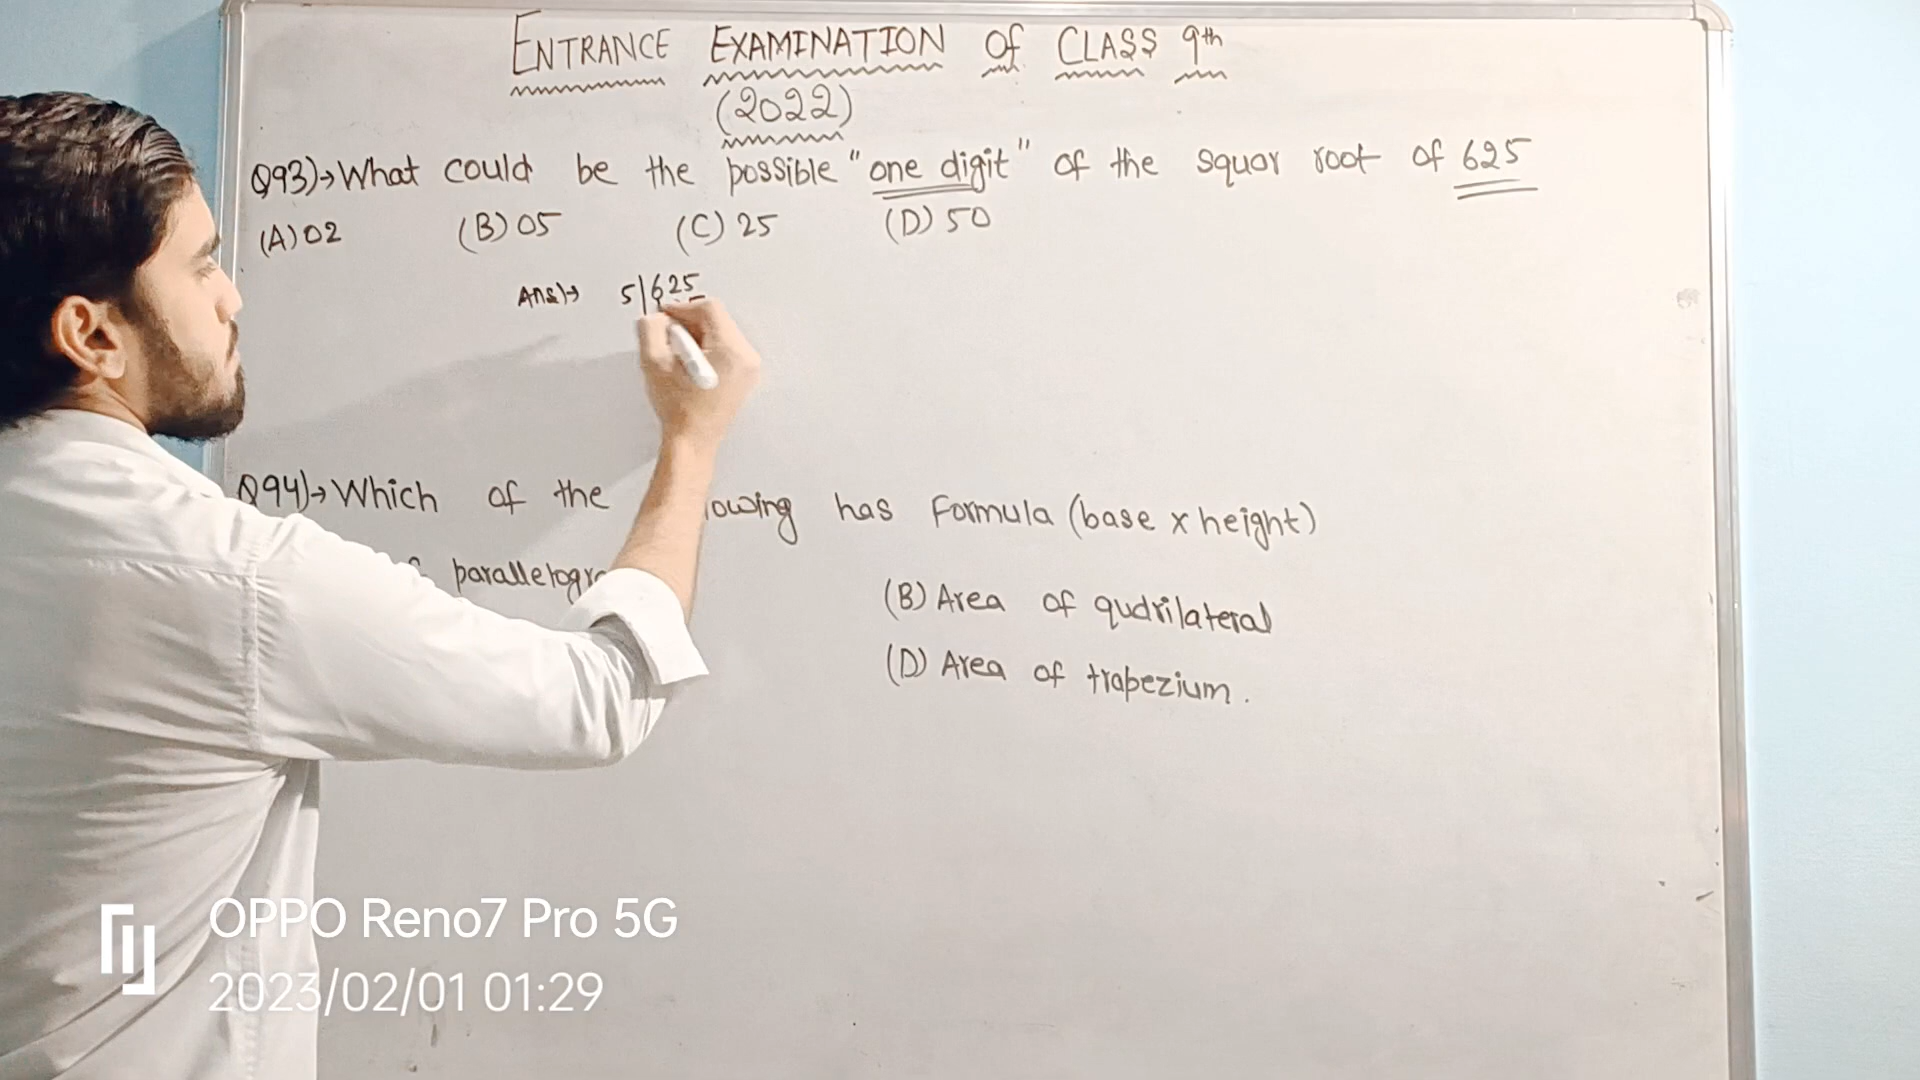 ENTRANCE EXAMINATION Of CLASS 9th
(2022)
Q93)→What could be the possible "one digit" of the squar root of 625
(A) 02 (B) 05 (C) 25 (D) 50
Ans)→ 5|625
Q94)→Which of the has Formula (base x height)
(B) Area of qudrilateral
(D) Area of trapezium.
OPPO Reno7 Pro 5G
2023/02/01 01:29